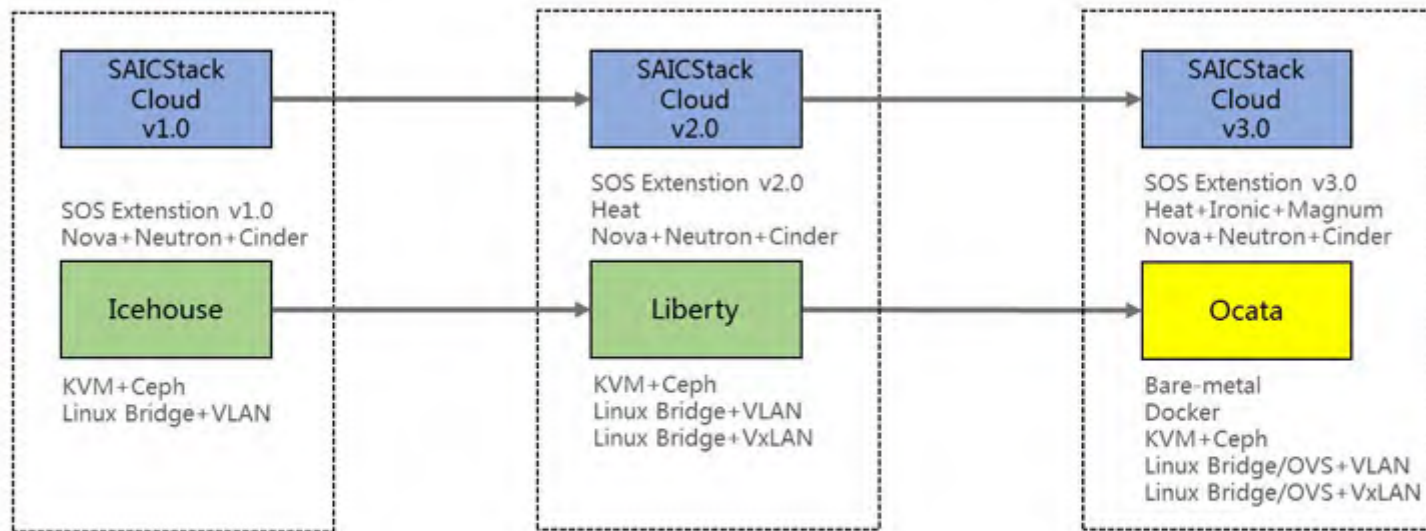 SAICStack
Cloud
v1.0
SOS Extenstion v1.0
Nova+Neutron+Cinder
Icehouse
KVM+Ceph
Linux Bridge+VLAN
SAICStack
Cloud
v2.0
SOS Extenstion v2.0
Heat
Nova+Neutron+Cinder
Liberty
KVM+Ceph
Linux Bridge+VLAN
Linux Bridge+VxLAN
SAICStack
Cloud
v3.0
SOS Extenstion v3.0
Heat+Ironic+Magnum
Nova+Neutron+Cinder
Ocata
Bare-metal
Docker
KVM+Ceph
Linux Bridge/OVS+VLAN
Linux Bridge/OVS+VxLAN